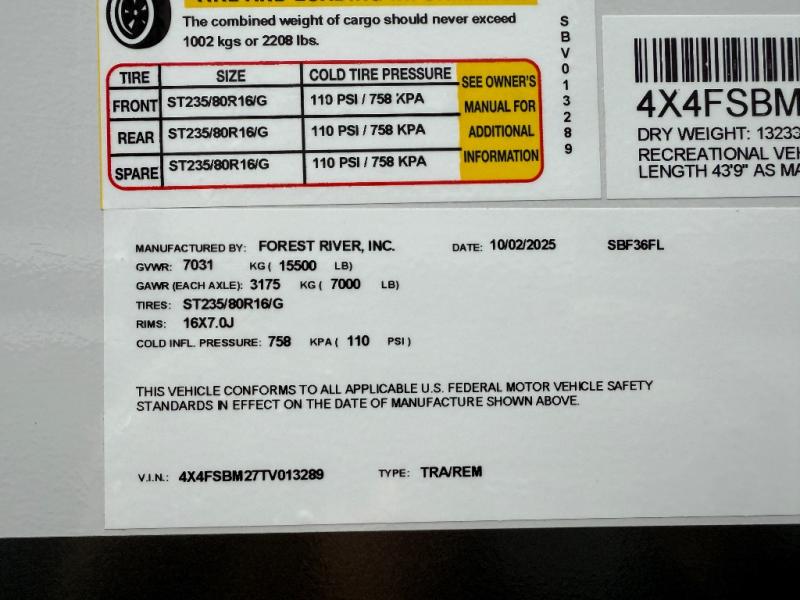 The combined weight of cargo should never exceed
1002 kgs or 2208 lbs.
TIRE SIZE COLD TIRE PRESSURE
FRONT ST235/80R16/G 110 PSI / 758 KPA
REAR ST235/80R16/G 110 PSI / 758 KPA
SPARE ST235/80R16/G 110 PSI / 758 KPA
SEE OWNER'S
MANUAL FOR
ADDITIONAL
INFORMATION
SBV013289
4X4FSBM
DRY WEIGHT: 13233
RECREATIONAL VEH
LENGTH 43'9" AS MA
MANUFACTURED BY: FOREST RIVER, INC. DATE: 10/02/2025 SBF36FL
GVWR: 7031 KG ( 15500 LB)
GAWR (EACH AXLE): 3175 KG ( 7000 LB)
TIRES: ST235/80R16/G
RIMS: 16X7.0J
COLD INFL. PRESSURE: 758 KPA ( 110 PSI )
THIS VEHICLE CONFORMS TO ALL APPLICABLE U.S. FEDERAL MOTOR VEHICLE SAFETY
STANDARDS IN EFFECT ON THE DATE OF MANUFACTURE SHOWN ABOVE.
V.I.N.: 4X4FSBM27TV013289 TYPE: TRA/REM